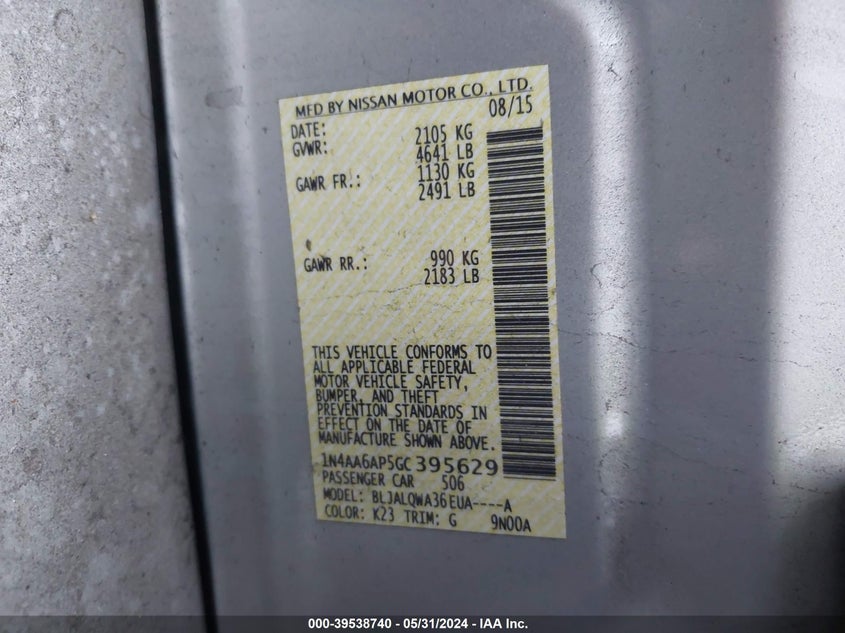 MFD BY NISSAN MOTOR CO., LTD.
DATE: 08/15
GVWR: 2105 KG
4641 LB
GAWR FR.: 1130 KG
2491 LB
GAWR RR.: 990 KG
2183 LB
THIS VEHICLE CONFORMS TO
ALL APPLICABLE FEDERAL
MOTOR VEHICLE SAFETY,
BUMPER, AND THEFT
PREVENTION STANDARDS IN
EFFECT ON THE DATE OF
MANUFACTURE SHOWN ABOVE.
1N4AA6AP5GC395629
PASSENGER CAR 506
MODEL: BLJALQWA36EUA----A
COLOR: K23 TRIM: G 9N00A
000-39538740 - 05/31/2024 - IAA Inc.